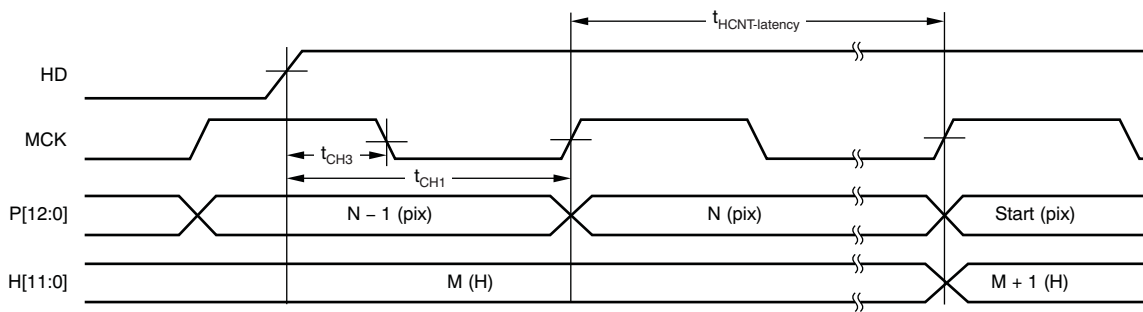 tHCNT-latency
HD
MCK
tCH3
tCH1
P[12:0]
N – 1 (pix)
N (pix)
Start (pix)
H[11:0]
M (H)
M + 1 (H)